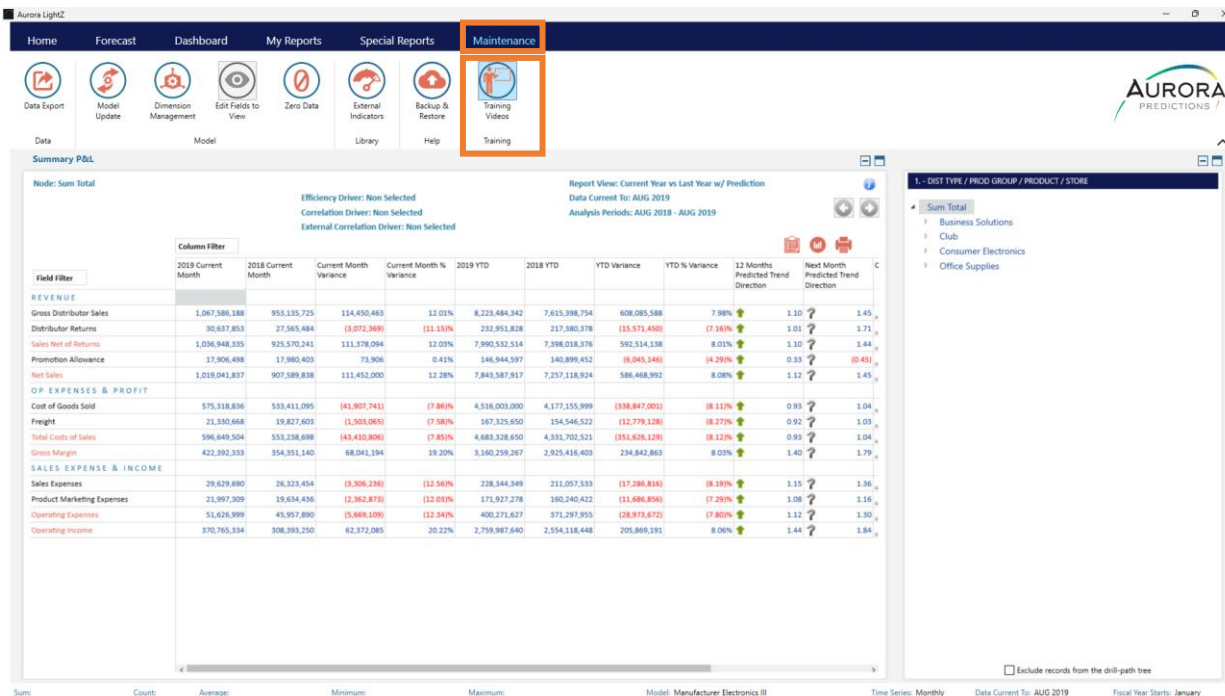 Aurora LightZ
Home Forecast Dashboard My Reports Special Reports Maintenance
Data Export Model Update Dimension Management Edit Fields to View Zero Data External Indicators Backup & Restore Training Videos
Data Model Library Help Training
AURORA
PREDICTIONS
Summary P&L
Node: Sum Total
Report View: Current Year vs Last Year w/ Prediction
Efficiency Driver: Non Selected
Data Current To: AUG 2019
Correlation Driver: Non Selected
Analysis Periods: AUG 2018 - AUG 2019
External Correlation Driver: Non Selected
Column Filter
Field Filter
2019 Current Month 2018 Current Month Current Month Variance Current Month % Variance 2019 YTD 2018 YTD YTD Variance YTD % Variance 12 Months Predicted Trend Direction Next Month Predicted Trend Direction C
REVENUE
Gross Distributor Sales 1,067,586,188 953,135,725 114,450,463 12.01% 8,223,484,342 7,615,398,754 608,085,588 7.98% 1.10 ? 1.45
Distributor Returns 30,637,853 27,565,484 (3,072,369) (11.15)% 232,951,828 217,380,378 (15,571,450) (7.16)% 1.01 ? 1.71
Sales Net of Returns 1,036,948,335 925,570,241 111,378,094 12.03% 7,990,532,514 7,398,018,376 592,514,138 8.01% 1.10 ? 1.44
Promotion Allowance 17,906,498 17,980,403 73,906 0.41% 146,944,597 140,899,452 (6,045,146) (4.29)% 0.33 ? (0.45)
Net Sales 1,019,041,837 907,589,838 111,452,000 12.28% 7,843,587,917 7,257,118,924 586,468,992 8.08% 1.12 ? 1.45
OP EXPENSES & PROFIT
Cost of Goods Sold 575,318,836 533,411,095 (41,907,741) (7.86)% 4,516,003,000 4,177,155,999 (338,847,001) (8.11)% 0.93 ? 1.04
Freight 21,330,668 19,827,603 (1,503,065) (7.58)% 167,325,650 154,546,522 (12,779,128) (8.27)% 0.92 ? 1.03
Total Costs of Sales 596,649,504 553,238,698 (43,410,806) (7.85)% 4,683,328,650 4,331,702,521 (351,626,129) (8.12)% 0.93 ? 1.04
Gross Margin 422,392,333 354,351,140 68,041,194 19.20% 3,160,259,267 2,925,416,403 234,842,863 8.03% 1.40 ? 1.79
SALES EXPENSE & INCOME
Sales Expenses 29,629,690 26,323,454 (3,306,236) (12.56)% 228,344,349 211,057,533 (17,286,816) (8.19)% 1.15 ? 1.36
Product Marketing Expenses 21,997,309 19,634,436 (2,362,873) (12.03)% 171,927,278 160,240,422 (11,686,856) (7.29)% 1.08 ? 1.16
Operating Expenses 51,626,999 45,957,890 (5,669,109) (12.34)% 400,271,627 371,297,955 (28,973,672) (7.80)% 1.12 ? 1.30
Operating Income 370,765,334 308,393,250 62,372,085 20.22% 2,759,987,640 2,554,118,448 205,869,191 8.06% 1.44 ? 1.84
1. - DIST TYPE / PROD GROUP / PRODUCT / STORE
Sum Total
Business Solutions
Club
Consumer Electronics
Office Supplies
Exclude records from the drill-path tree
Sum: Count: Average: Minimum: Maximum: Model: Manufacturer Electronics III Time Series: Monthly Data Current To: AUG 2019 Fiscal Year Starts: January